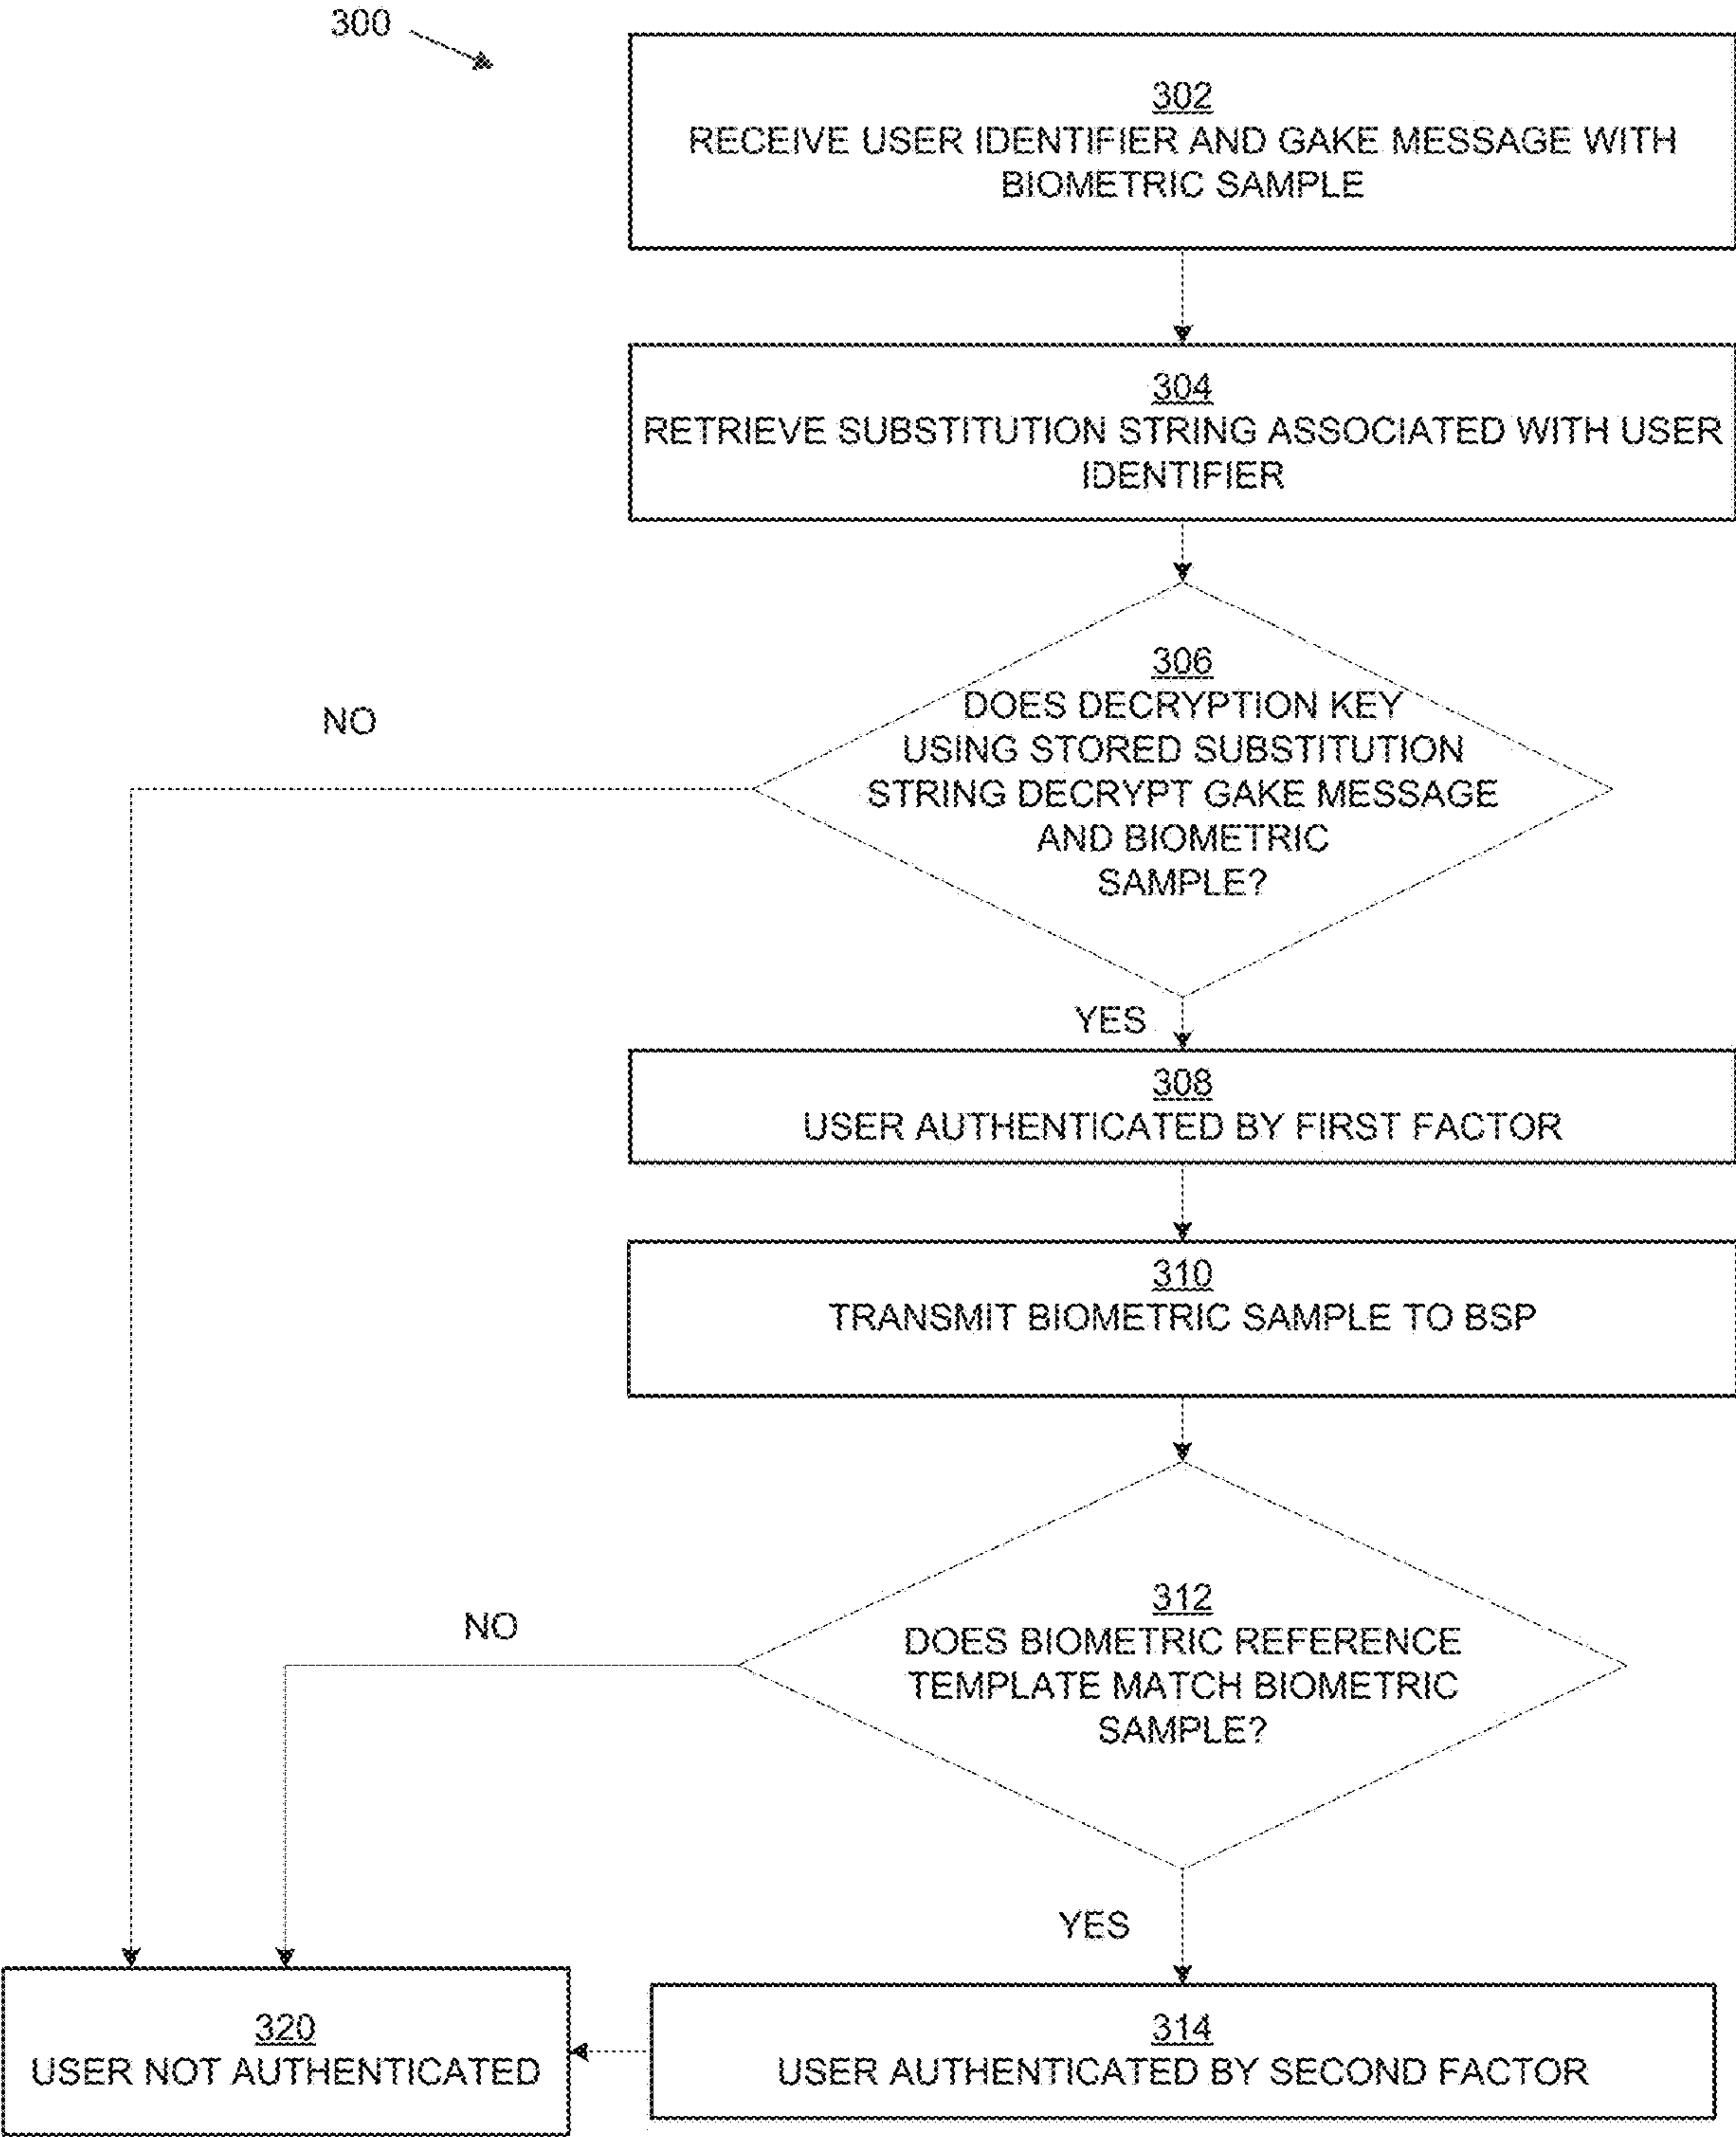 300
302
RECEIVE USER IDENTIFIER AND GAKE MESSAGE WITH
BIOMETRIC SAMPLE
304
RETRIEVE SUBSTITUTION STRING ASSOCIATED WITH USER
IDENTIFIER
306
DOES DECRYPTION KEY
USING STORED SUBSTITUTION
STRING DECRYPT GAKE MESSAGE
AND BIOMETRIC
SAMPLE?
NO
YES
308
USER AUTHENTICATED BY FIRST FACTOR
310
TRANSMIT BIOMETRIC SAMPLE TO BSP
312
DOES BIOMETRIC REFERENCE
TEMPLATE MATCH BIOMETRIC
SAMPLE?
NO
YES
320
USER NOT AUTHENTICATED
314
USER AUTHENTICATED BY SECOND FACTOR